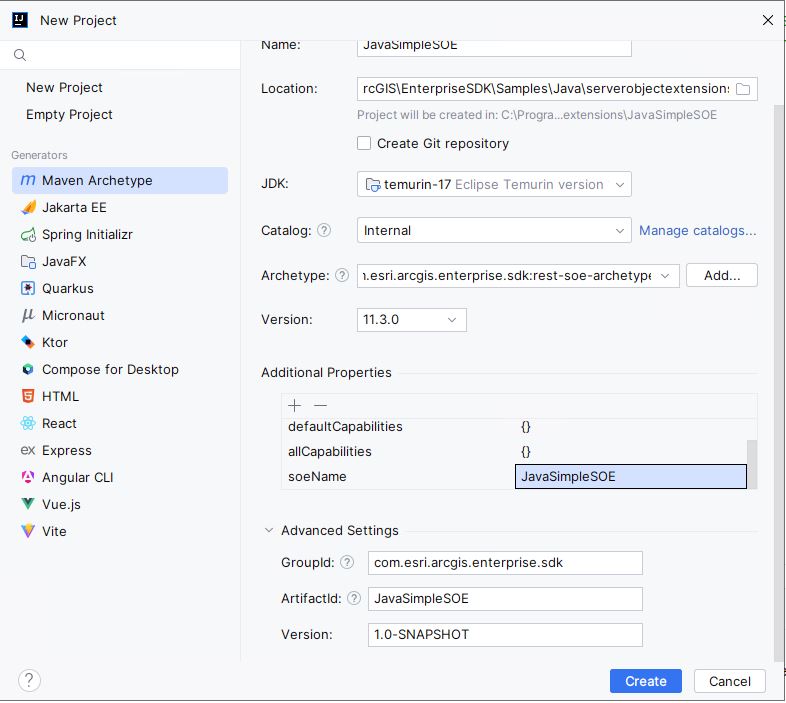 New Project
New Project
Empty Project
Generators
Maven Archetype
Jakarta EE
Spring Initializr
JavaFX
Quarkus
Micronaut
Ktor
Compose for Desktop
HTML
React
Express
Angular CLI
Vue.js
Vite
Name: JavaSimpleSOE
Location: rcGIS\EnterpriseSDK\Samples\Java\serverobjectextensions
Project will be created in: C:\Progra...extensions\JavaSimpleSOE
Create Git repository
JDK: temurin-17 Eclipse Temurin version
Catalog: ? Internal Manage catalogs...
Archetype: ? n.esri.arcgis.enterprise.sdk:rest-soe-archetype Add...
Version: 11.3.0
Additional Properties
+ −
defaultCapabilities {}
allCapabilities {}
soeName JavaSimpleSOE
Advanced Settings
GroupId: ? com.esri.arcgis.enterprise.sdk
ArtifactId: ? JavaSimpleSOE
Version: 1.0-SNAPSHOT
? Create Cancel